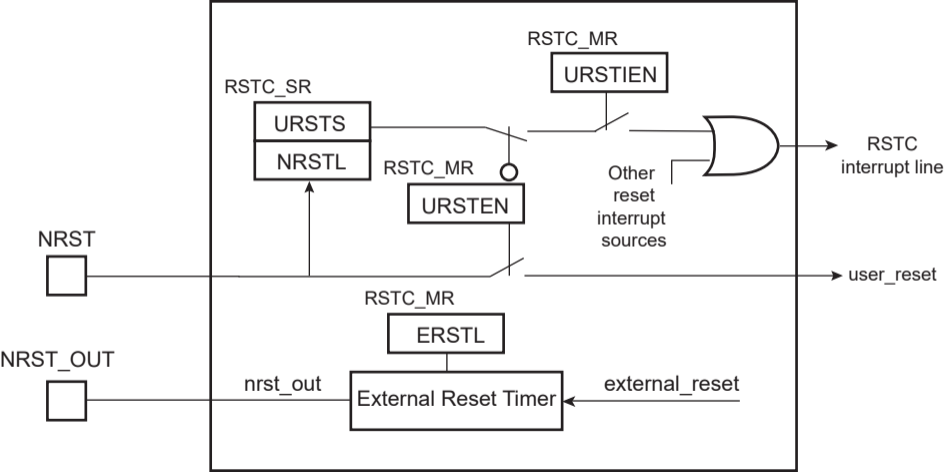 RSTC_MR
URSTIEN
RSTC_SR
URSTS
NRSTL
RSTC_MR
URSTEN
Other
reset
interrupt
sources
RSTC
interrupt line
NRST
user_reset
RSTC_MR
ERSTL
NRST_OUT
nrst_out
External Reset Timer
external_reset